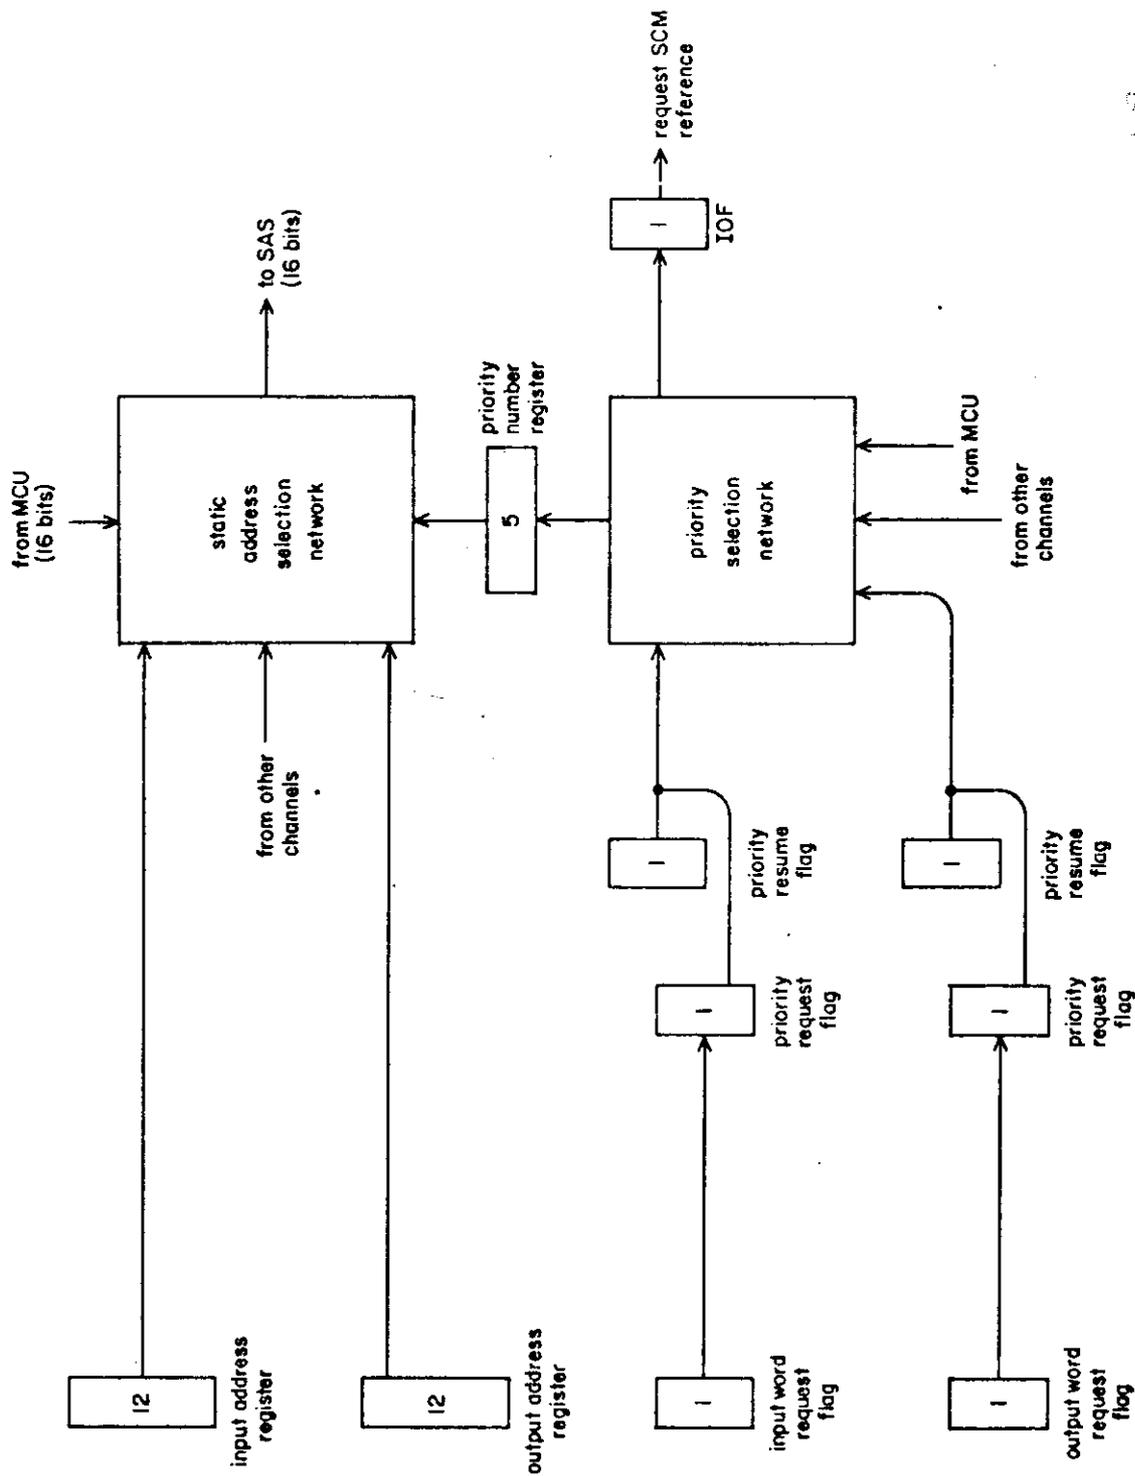 from MCU
(16 bits)
static
address
selection
network
to SAS
(16 bits)
from other
channels
12
input address
register
12
output address
register
5
priority
number
register
priority
selection
network
1
IOF
request SCM
reference
from MCU
from other
channels
1
priority
resume
flag
1
priority
request
flag
1
input word
request
flag
1
priority
resume
flag
1
priority
request
flag
1
output word
request
flag